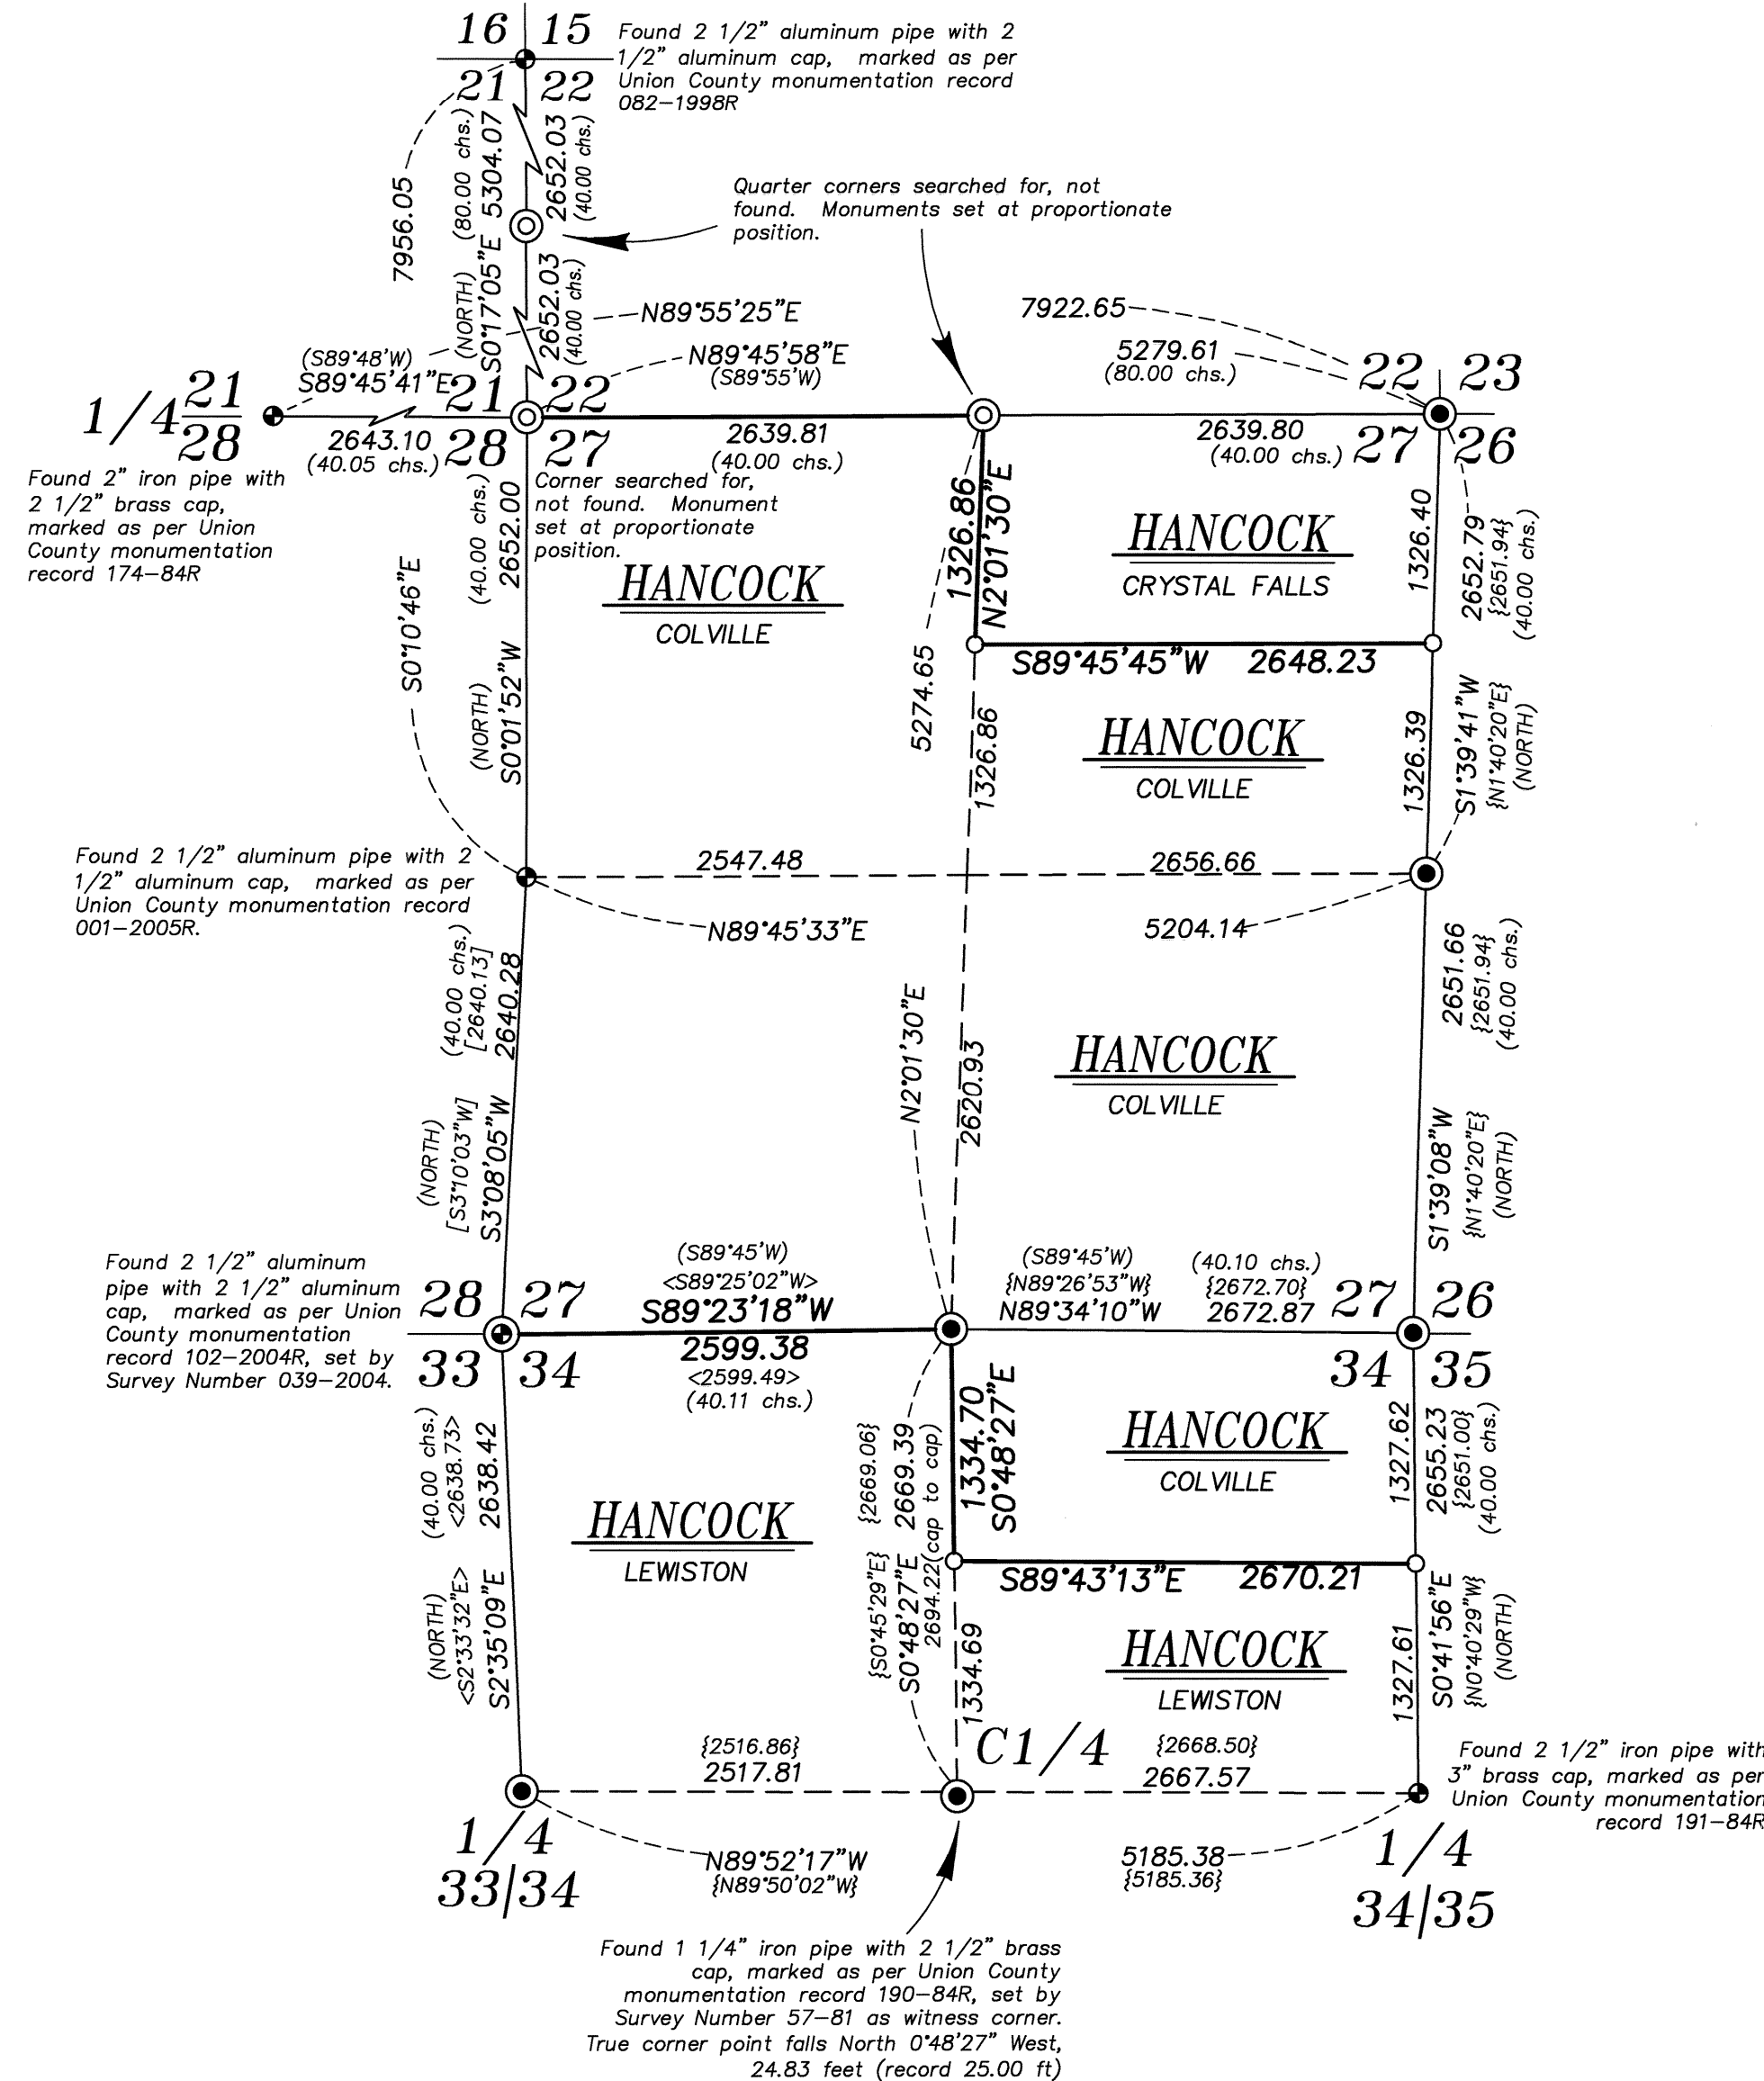 16 15
Found 2 1/2" aluminum pipe with 2
1/2" aluminum cap, marked as per
Union County monumentation record
082-1998R
21 22
7956.05
(80.00 chs.)
5304.07
(NORTH)
S0°17'05"E
2652.03
(40.00 chs.)
2652.03
(40.00 chs.)
Quarter corners searched for, not
found. Monuments set at proportionate
position.
N89°55'25"E
(S89°48'W)
S89°45'41"E
N89°45'58"E
(S89°55'W)
7922.65
5279.61
(80.00 chs.)
22 23
1/4 21
28
21 22
2643.10
(40.05 chs.)
28 27
2639.81
(40.00 chs.)
2639.80
(40.00 chs.)
27 26
Found 2" iron pipe with
2 1/2" brass cap,
marked as per Union
County monumentation
record 174-84R
Corner searched for,
not found. Monument
set at proportionate
position.
(40.00 chs.)
2652.00
(NORTH)
S0°01'52"W
S0°10'46"E
HANCOCK
COLVILLE
1326.86
N2°01'30"E
5274.65
HANCOCK
CRYSTAL FALLS
1326.40
2652.79
{2651.94}
(40.00 chs.)
S89°45'45"W 2648.23
1326.86
HANCOCK
COLVILLE
1326.39
S1°39'41"W
{N1°40'20"E}
(NORTH)
Found 2 1/2" aluminum pipe with 2
1/2" aluminum cap, marked as per
Union County monumentation record
001-2005R.
2547.48
2656.66
N89°45'33"E
5204.14
(40.00 chs.)
[2640.13]
2640.28
(NORTH)
[S3°10'03"W]
S3°08'05"W
N2°01'30"E
2620.93
HANCOCK
COLVILLE
2651.66
{2651.94}
(40.00 chs.)
S1°39'08"W
{N1°40'20"E}
(NORTH)
Found 2 1/2" aluminum
pipe with 2 1/2" aluminum
cap, marked as per Union
County monumentation
record 102-2004R, set by
Survey Number 039-2004.
28 27
33 34
(S89°45'W)
<S89°25'02"W>
S89°23'18"W
2599.38
<2599.49>
(40.11 chs.)
(S89°45'W)
{N89°26'53"W}
N89°34'10"W
(40.10 chs.)
{2672.70}
2672.87
27 26
34 35
(40.00 chs.)
<2638.73>
2638.42
(NORTH)
<S2°33'32"E>
S2°35'09"E
{2669.06}
2669.39
{S0°45'29"E}
S0°48'27"E
2694.22(cap to cap)
1334.70
S0°48'27"E
HANCOCK
COLVILLE
1327.62
2655.23
{2651.00}
(40.00 chs.)
HANCOCK
LEWISTON
S89°43'13"E 2670.21
1334.69
HANCOCK
LEWISTON
1327.61
S0°41'56"E
{N0°40'29"W}
(NORTH)
{2516.86}
2517.81
C1/4
{2668.50}
2667.57
Found 2 1/2" iron pipe with
3" brass cap, marked as per
Union County monumentation
record 191-84R
1/4
33|34
N89°52'17"W
{N89°50'02"W}
5185.38
{5185.36}
1/4
34|35
Found 1 1/4" iron pipe with 2 1/2" brass
cap, marked as per Union County
monumentation record 190-84R, set by
Survey Number 57-81 as witness corner.
True corner point falls North 0°48'27" West,
24.83 feet (record 25.00 ft)